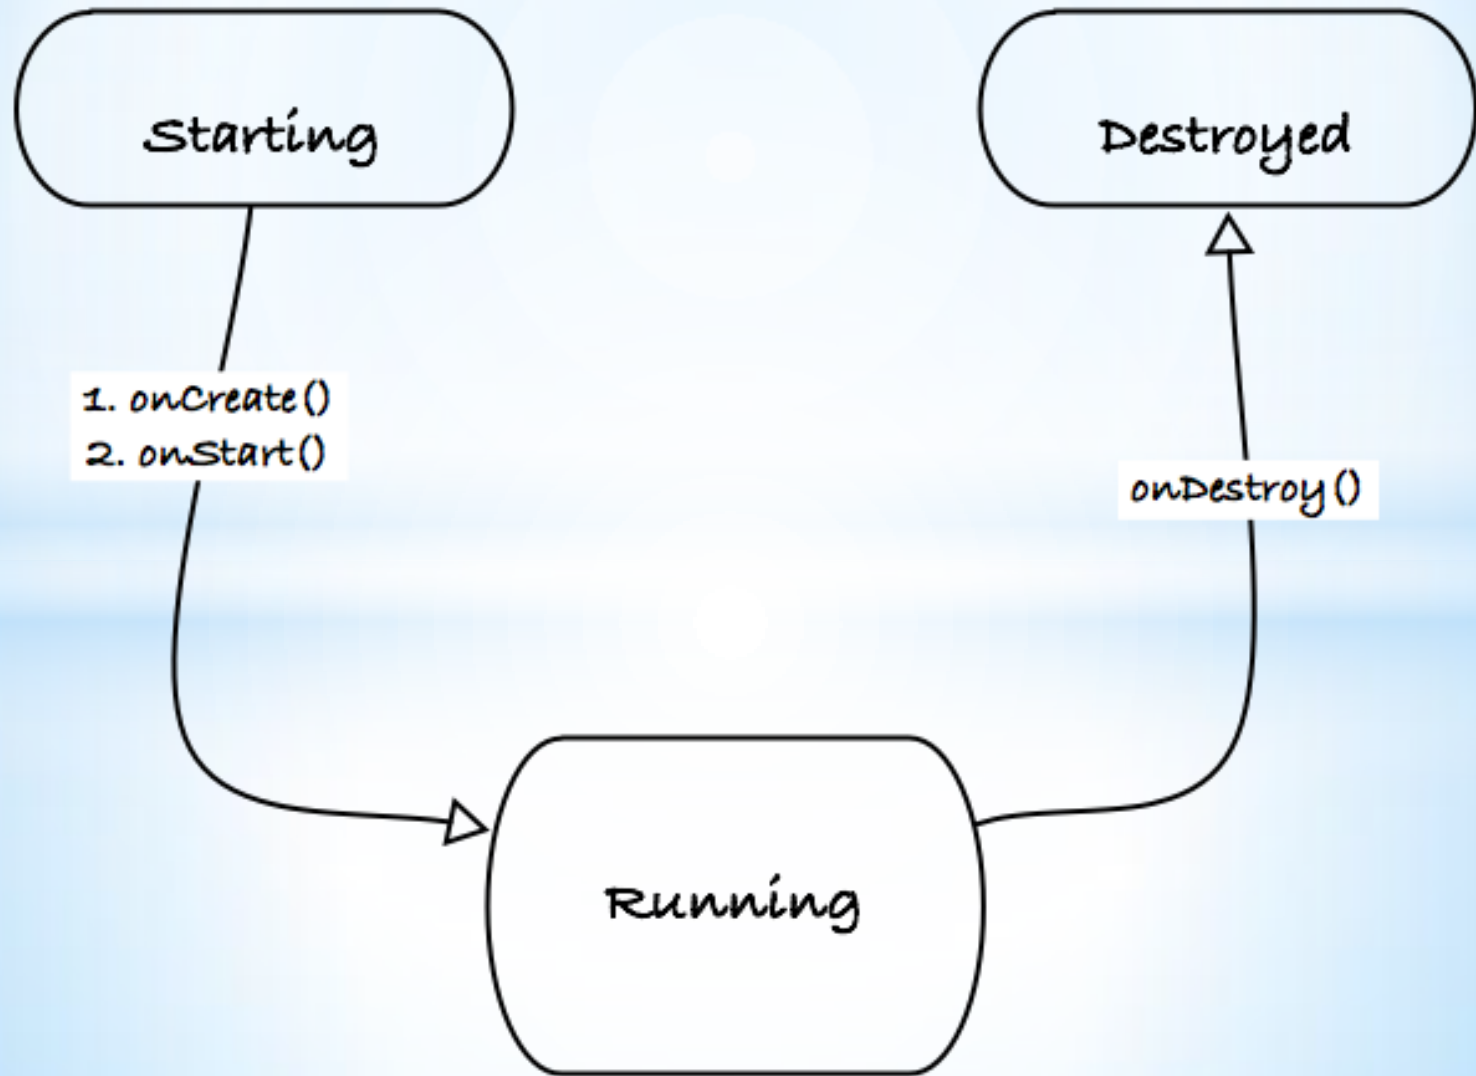 Starting
Destroyed
1. onCreate()
2. onStart()
onDestroy()
Running